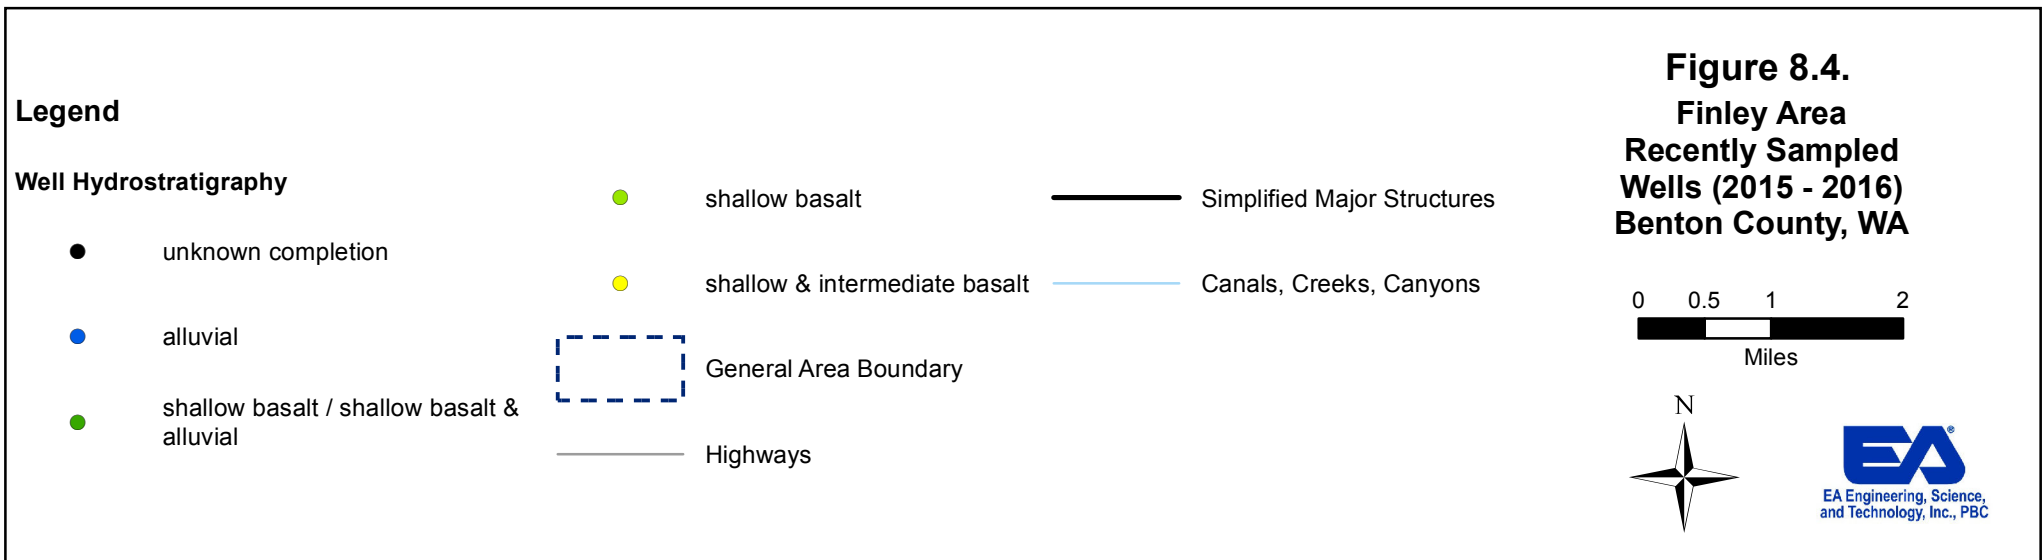 Legend
Well Hydrostratigraphy
unknown completion
alluvial
shallow basalt / shallow basalt &
alluvial
shallow basalt
shallow & intermediate basalt
General Area Boundary
Highways
Simplified Major Structures
Canals, Creeks, Canyons
Figure 8.4.
Finley Area
Recently Sampled
Wells (2015 - 2016)
Benton County, WA
0 0.5 1 2
Miles
N
EA®
EA Engineering, Science,
and Technology, Inc., PBC